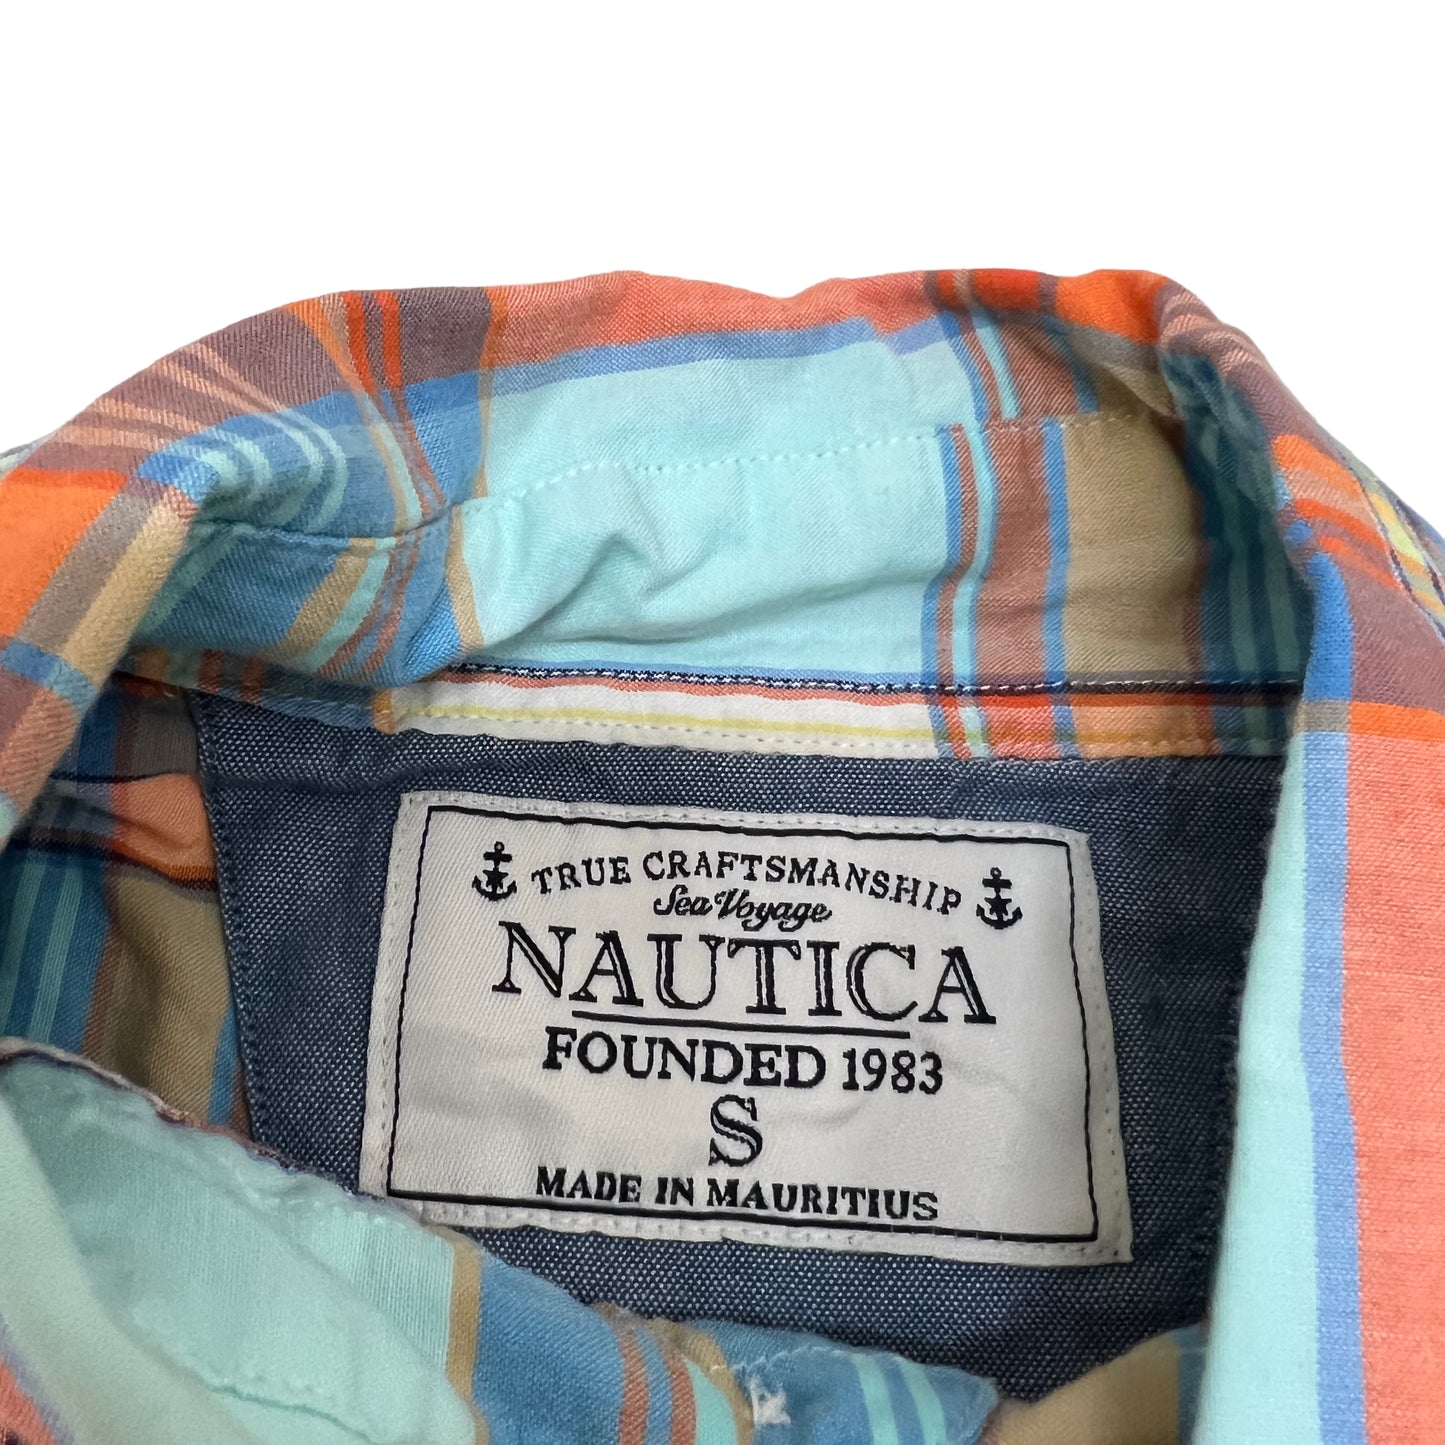 TRUE CRAFTSMANSHIP
Sea Voyage
NAUTICA
FOUNDED 1983
S
MADE IN MAURITIUS